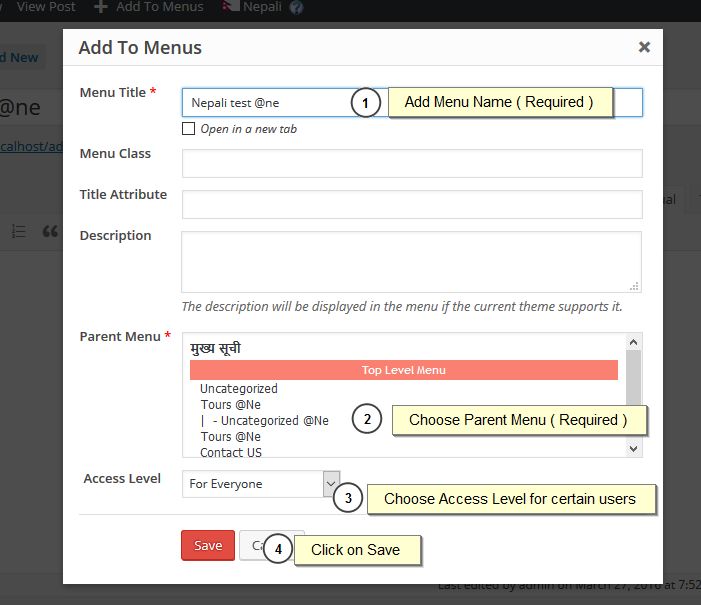 View Post Add To Menus Nepali
Add To Menus
d New
@ne
calhost/ad
Menu Title *
Nepali test @ne
1
Add Menu Name ( Required )
Open in a new tab
Menu Class
Title Attribute
Description
The description will be displayed in the menu if the current theme supports it.
Parent Menu *
मुख्य सूची
Top Level Menu
Uncategorized
Tours @Ne
| - Uncategorized @Ne
2
Choose Parent Menu ( Required )
Tours @Ne
Contact US
Access Level
For Everyone
3
Choose Access Level for certain users
Save
4
Click on Save
Last edited by admin on March 27, 2016 at 7:52